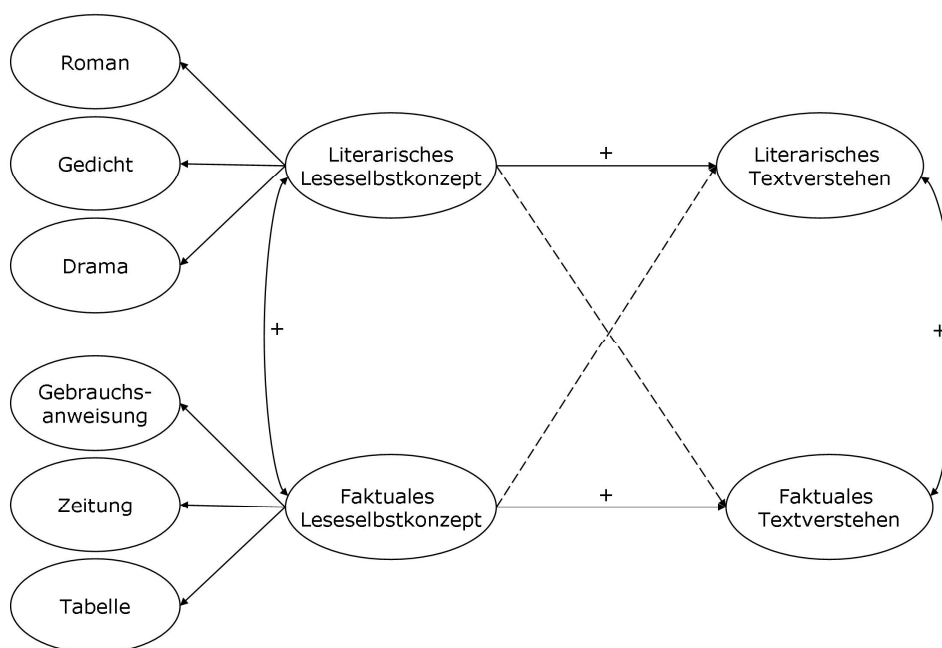 Roman
Gedicht
Drama
Gebrauchs-
anweisung
Zeitung
Tabelle
Literarisches
Leseselbstkonzept
+
Faktuales
Leseselbstkonzept
+
+
Literarisches
Textverstehen
+
Faktuales
Textverstehen